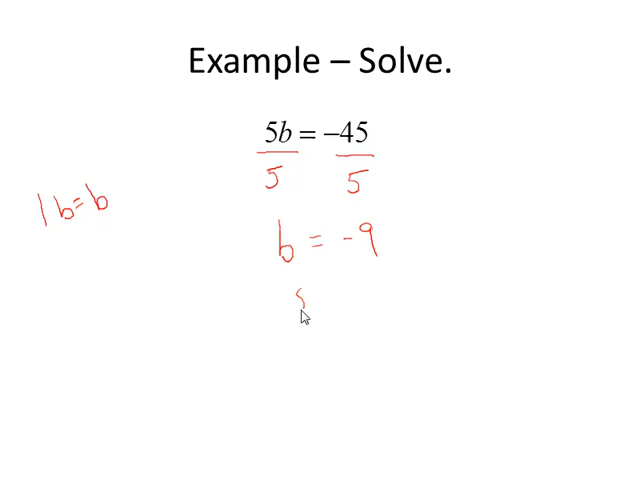 Example – Solve.
5b = –45
5 5
1b = b
b = -9